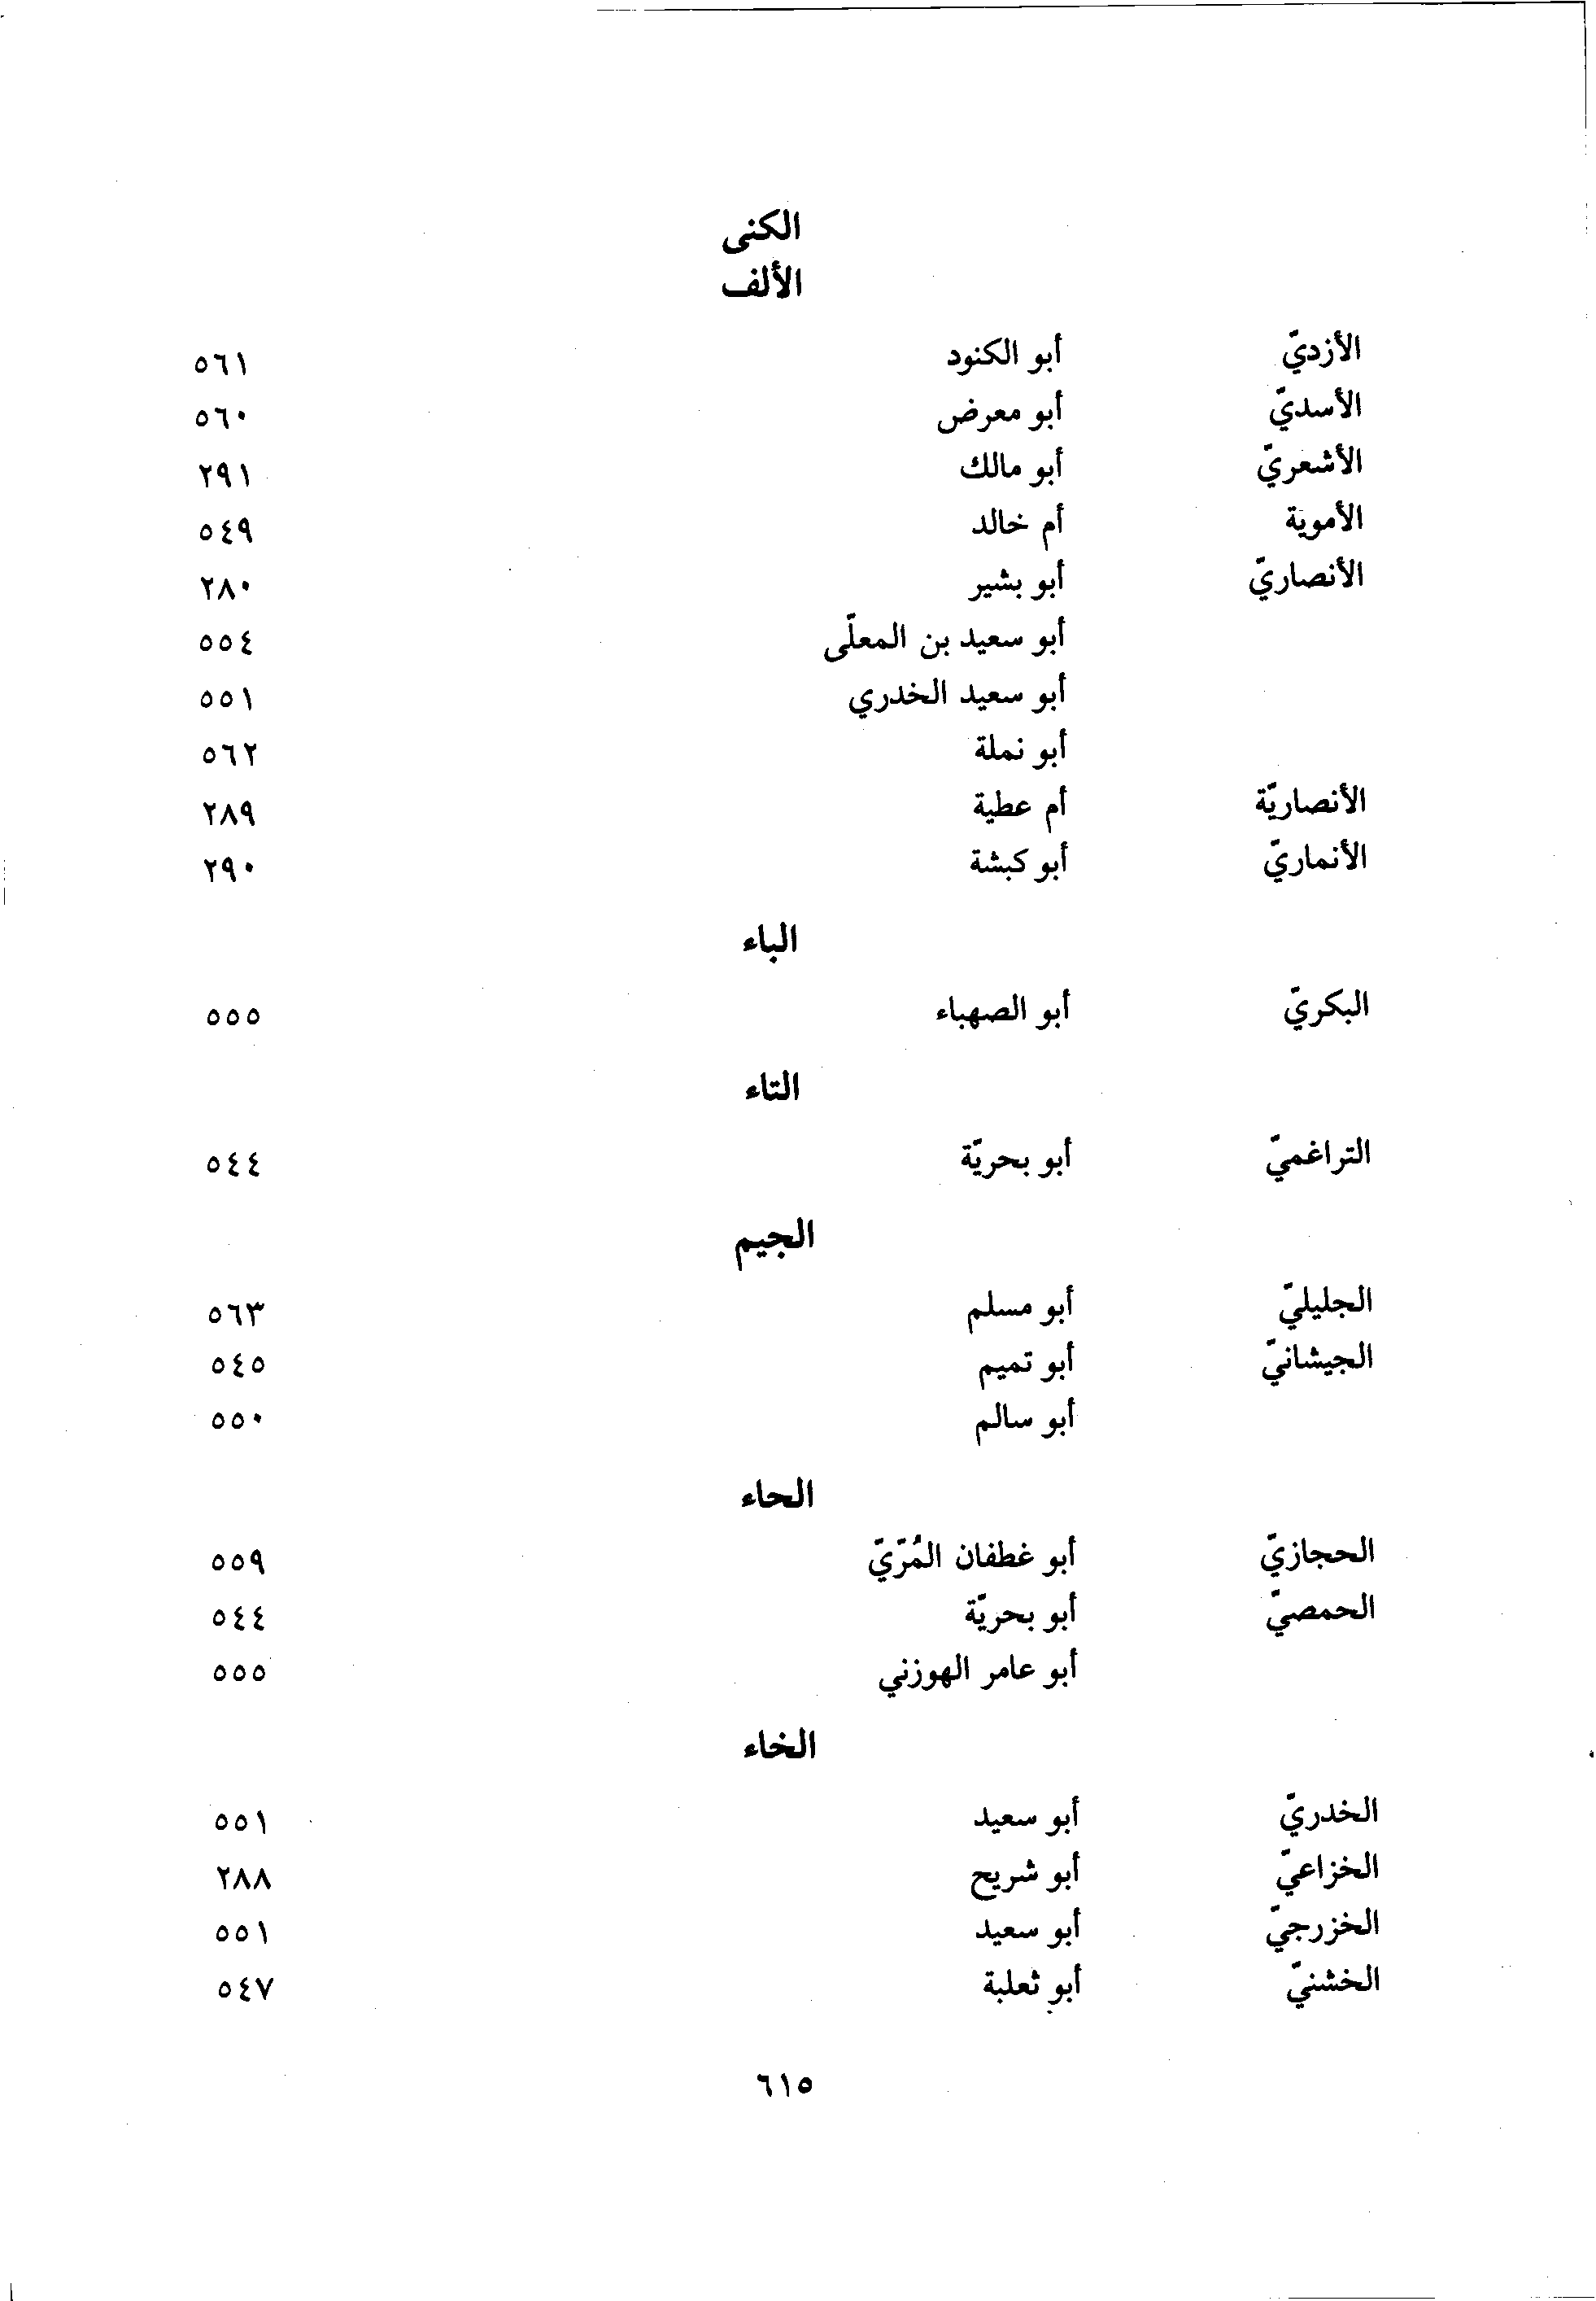 الكنى
الألف
الأزديّ أبو الكنود ٥٦١
الأسديّ أبو معرض ٥٦٠
الأشعريّ أبو مالك ٢٩١
الأموية أم خالد ٥٤٩
الأنصاريّ أبو بشير ٢٨٠
أبو سعيد بن المعلّى ٥٥٤
أبو سعيد الخدري ٥٥١
أبو نملة ٥٦٢
الأنصاريّة أم عطية ٢٨٩
الأنماريّ أبو كبشة ٢٩٠
الباء
البكريّ أبو الصهباء ٥٥٥
التاء
التراغميّ أبو بحريّة ٥٤٤
الجيم
الجليليّ أبو مسلم ٥٦٣
الجيشانيّ أبو تميم ٥٤٥
أبو سالم ٥٥٠
الحاء
الحجازيّ أبو غطفان المُرّيّ ٥٥٩
الحمصيّ أبو بحريّة ٥٤٤
أبو عامر الهوزني ٥٥٥
الخاء
الخدريّ أبو سعيد ٥٥١
الخزاعيّ أبو شريح ٢٨٨
الخزرجيّ أبو سعيد ٥٥١
الخشنيّ أبو ثعلبة ٥٤٧
٦١٥